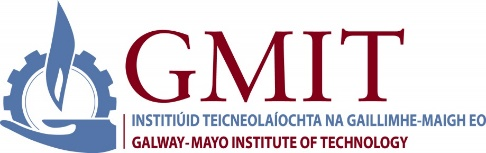 GMIT
INSTITIÚID TEICNEOLAÍOCHTA NA GAILLIMHE-MAIGH EO
GALWAY-MAYO INSTITUTE OF TECHNOLOGY